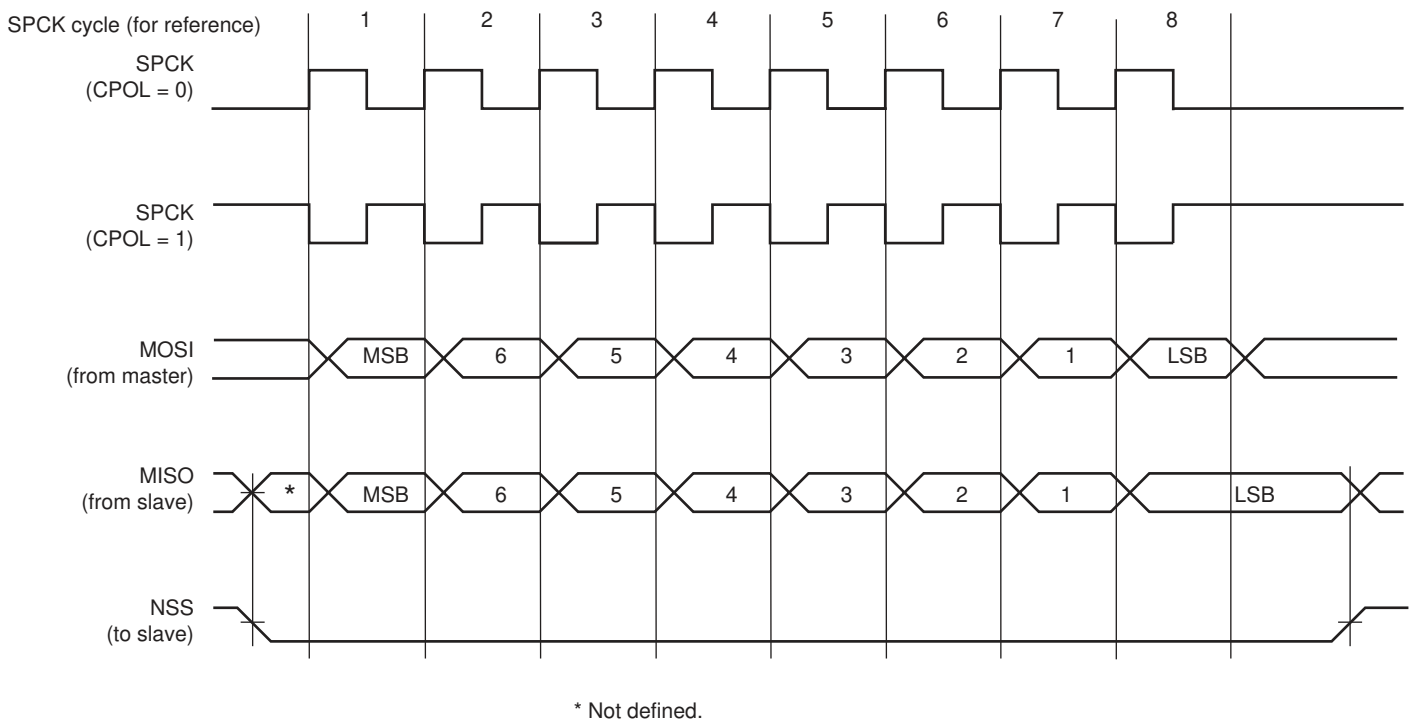 SPCK cycle (for reference) 1 2 3 4 5 6 7 8
SPCK
(CPOL = 0)
SPCK
(CPOL = 1)
MOSI
(from master)
MSB 6 5 4 3 2 1 LSB
MISO
(from slave)
* MSB 6 5 4 3 2 1 LSB
NSS
(to slave)
* Not defined.